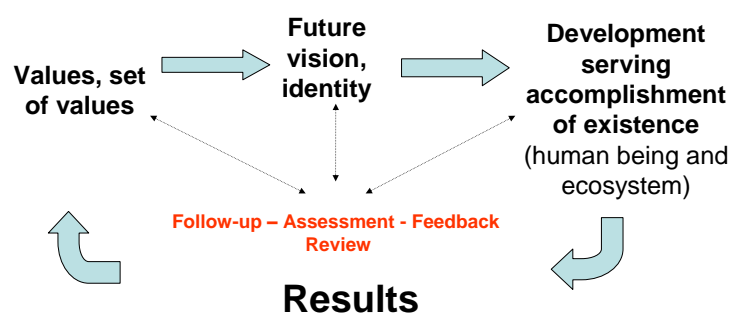 Values, set
of values
Future
vision,
identity
Development
serving
accomplishment
of existence
(human being and
ecosystem)
Follow-up – Assessment - Feedback
Review
Results